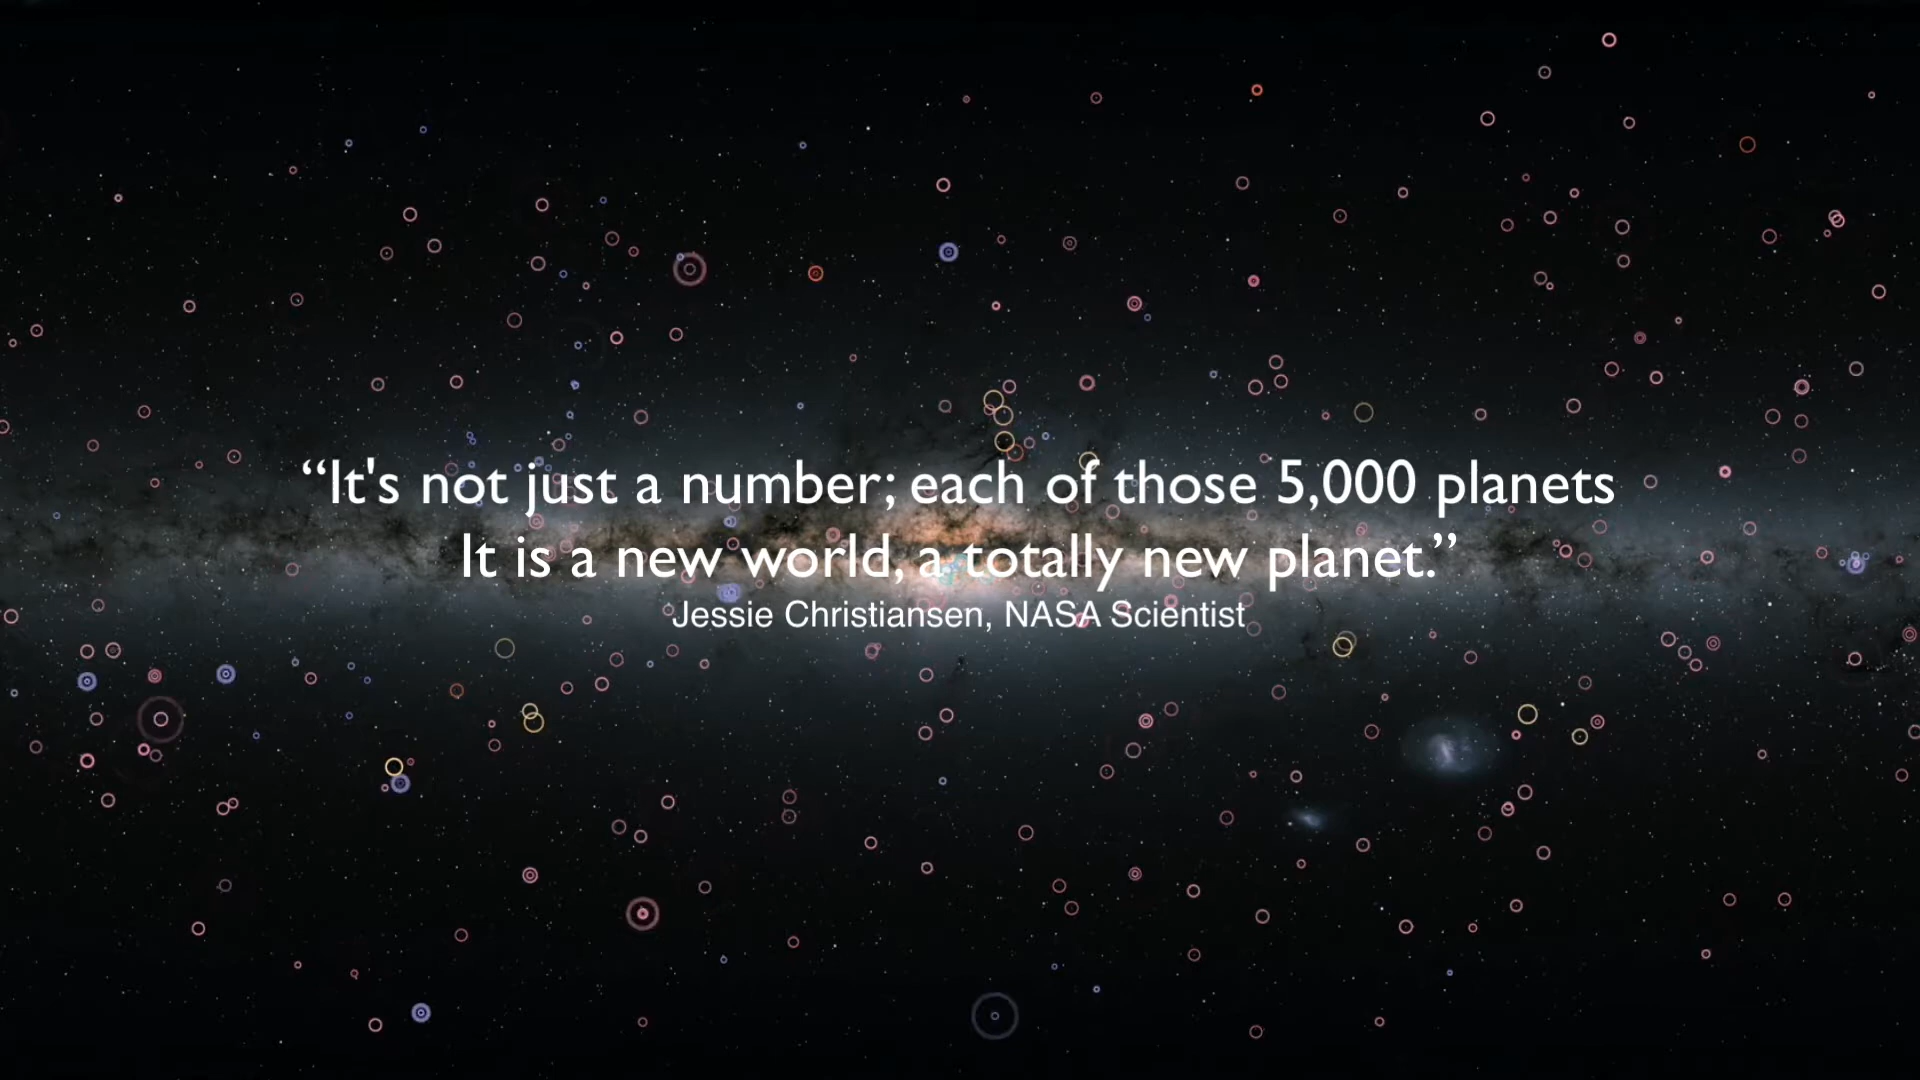 “It's not just a number; each of those 5,000 planets
It is a new world, a totally new planet.”
Jessie Christiansen, NASA Scientist